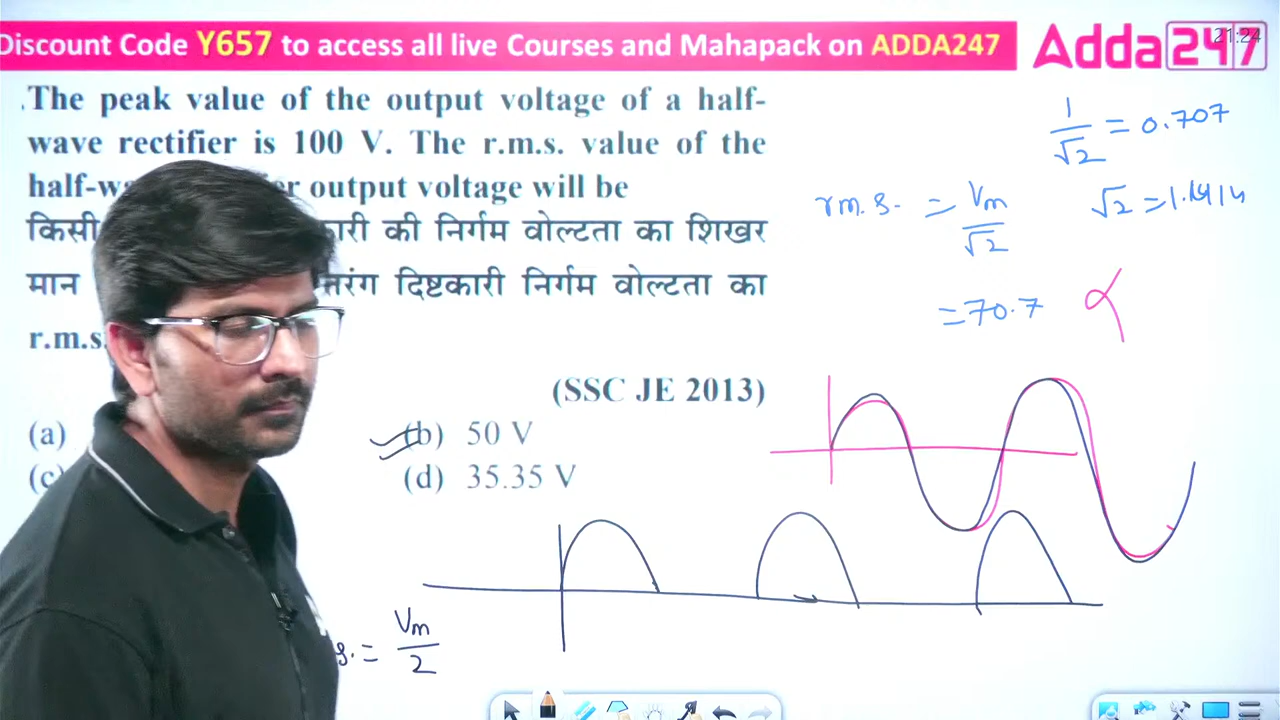 Discount Code Y657 to access all live Courses and Mahapack on ADDA247
Adda247
21:24
The peak value of the output voltage of a half-
wave rectifier is 100 V. The r.m.s. value of the
output voltage will be
किसी कारी की निर्गम वोल्टता का शिखर
मान दिष्टकारी निर्गम वोल्टता का
r.m.s.
(SSC JE 2013)
(a)
(b) 50 V
(c)
(d) 35.35 V
1/√2 = 0.707
r.m.s. = Vm/√2
√2 = 1.414
= 70.7
s. = Vm/2